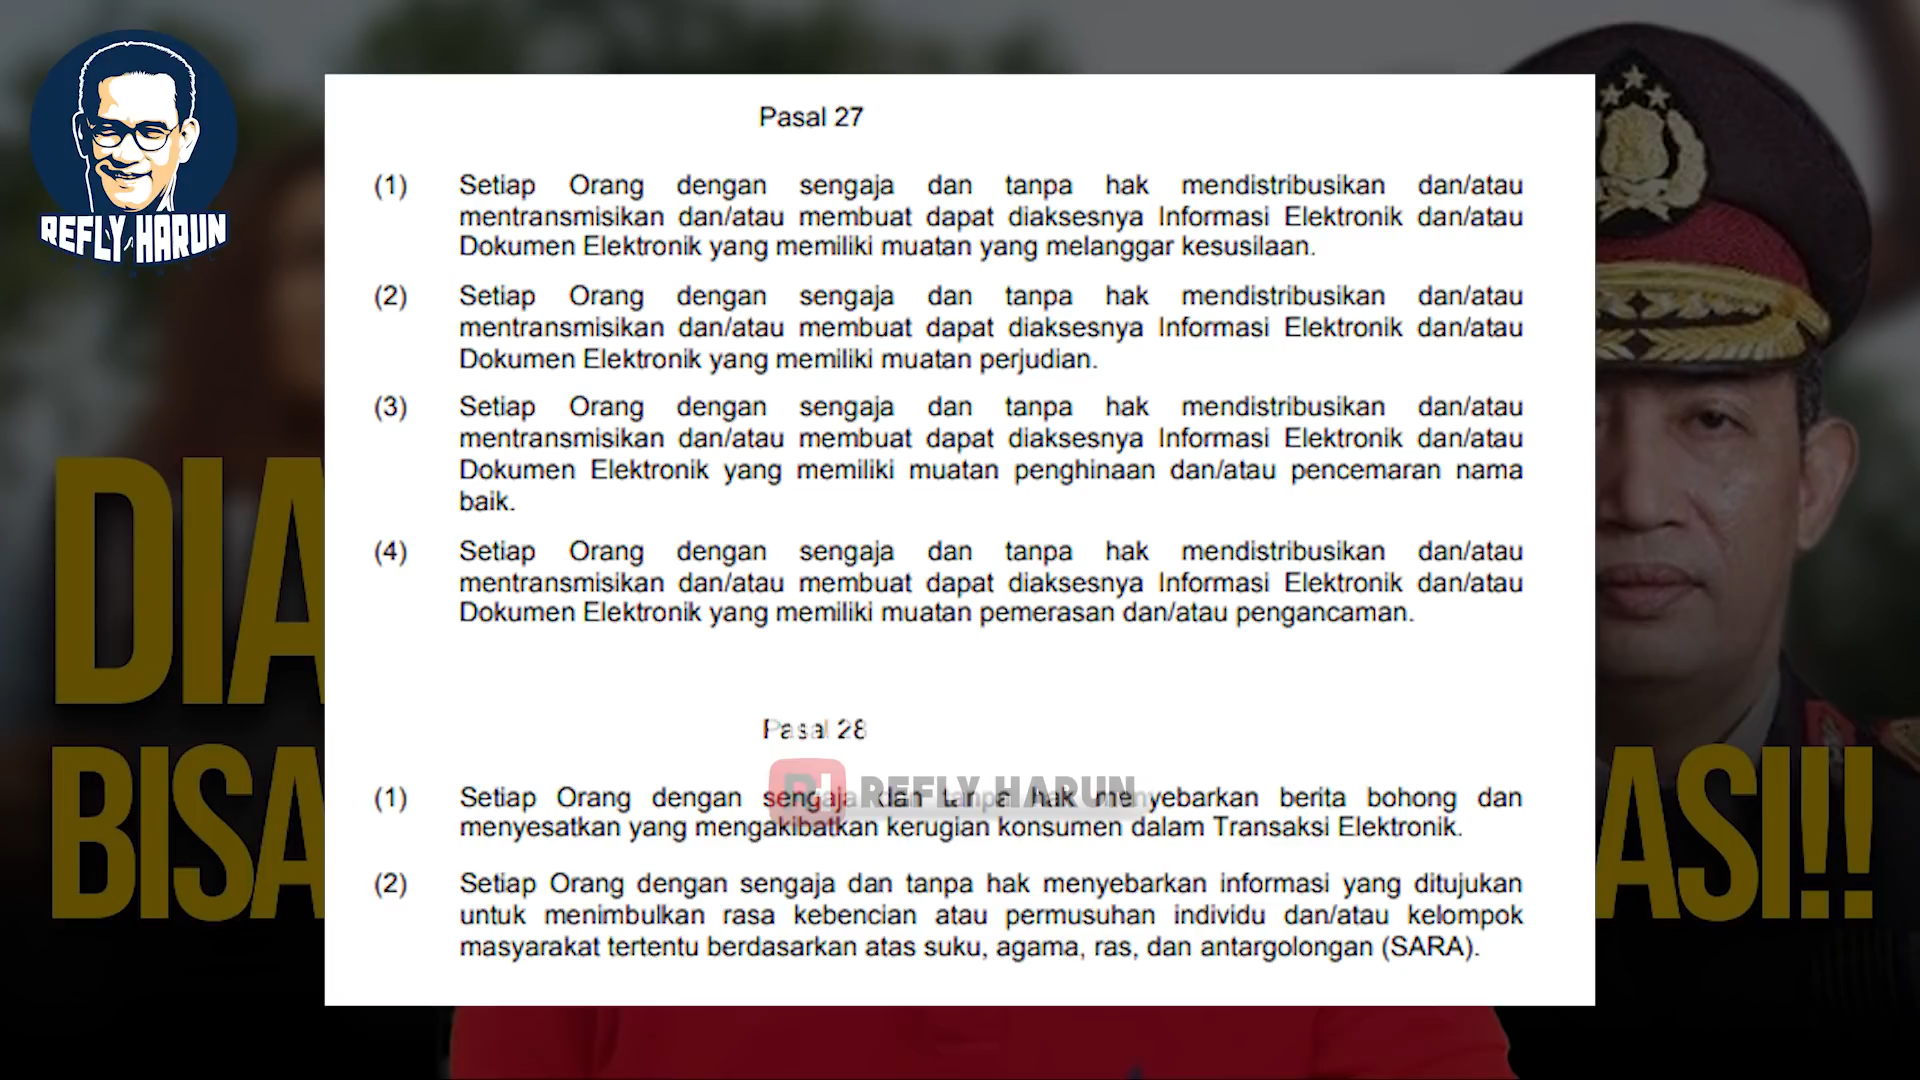 REFLY HARUN
Pasal 27
(1) Setiap Orang dengan sengaja dan tanpa hak mendistribusikan dan/atau
mentransmisikan dan/atau membuat dapat diaksesnya Informasi Elektronik dan/atau
Dokumen Elektronik yang memiliki muatan yang melanggar kesusilaan.
(2) Setiap Orang dengan sengaja dan tanpa hak mendistribusikan dan/atau
mentransmisikan dan/atau membuat dapat diaksesnya Informasi Elektronik dan/atau
Dokumen Elektronik yang memiliki muatan perjudian.
(3) Setiap Orang dengan sengaja dan tanpa hak mendistribusikan dan/atau
mentransmisikan dan/atau membuat dapat diaksesnya Informasi Elektronik dan/atau
Dokumen Elektronik yang memiliki muatan penghinaan dan/atau pencemaran nama
baik.
(4) Setiap Orang dengan sengaja dan tanpa hak mendistribusikan dan/atau
mentransmisikan dan/atau membuat dapat diaksesnya Informasi Elektronik dan/atau
Dokumen Elektronik yang memiliki muatan pemerasan dan/atau pengancaman.
Pasal 28
REFLY HARUN
(1) Setiap Orang dengan sengaja dan tanpa hak menyebarkan berita bohong dan
menyesatkan yang mengakibatkan kerugian konsumen dalam Transaksi Elektronik.
(2) Setiap Orang dengan sengaja dan tanpa hak menyebarkan informasi yang ditujukan
untuk menimbulkan rasa kebencian atau permusuhan individu dan/atau kelompok
masyarakat tertentu berdasarkan atas suku, agama, ras, dan antargolongan (SARA).
DIA
BISA
ASI!!